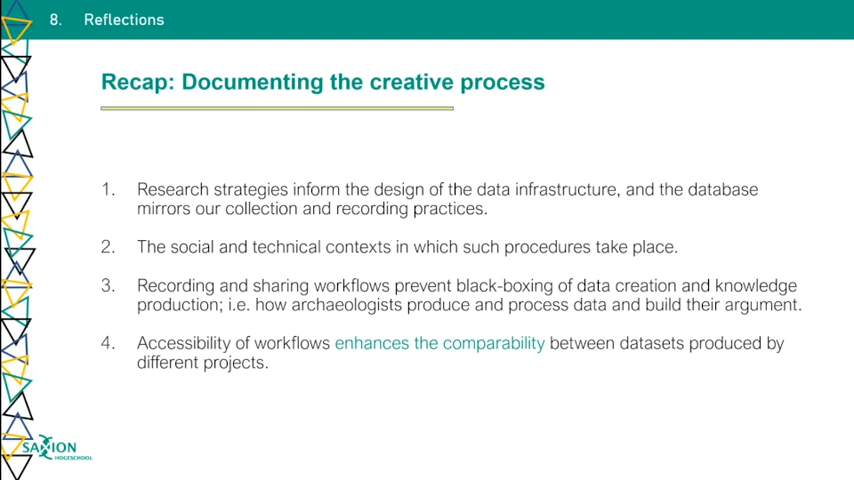 8. Reflections
Recap: Documenting the creative process
1. Research strategies inform the design of the data infrastructure, and the database
mirrors our collection and recording practices.
2. The social and technical contexts in which such procedures take place.
3. Recording and sharing workflows prevent black-boxing of data creation and knowledge
production; i.e. how archaeologists produce and process data and build their argument.
4. Accessibility of workflows enhances the comparability between datasets produced by
different projects.
SAXION
HOGESCHOOL